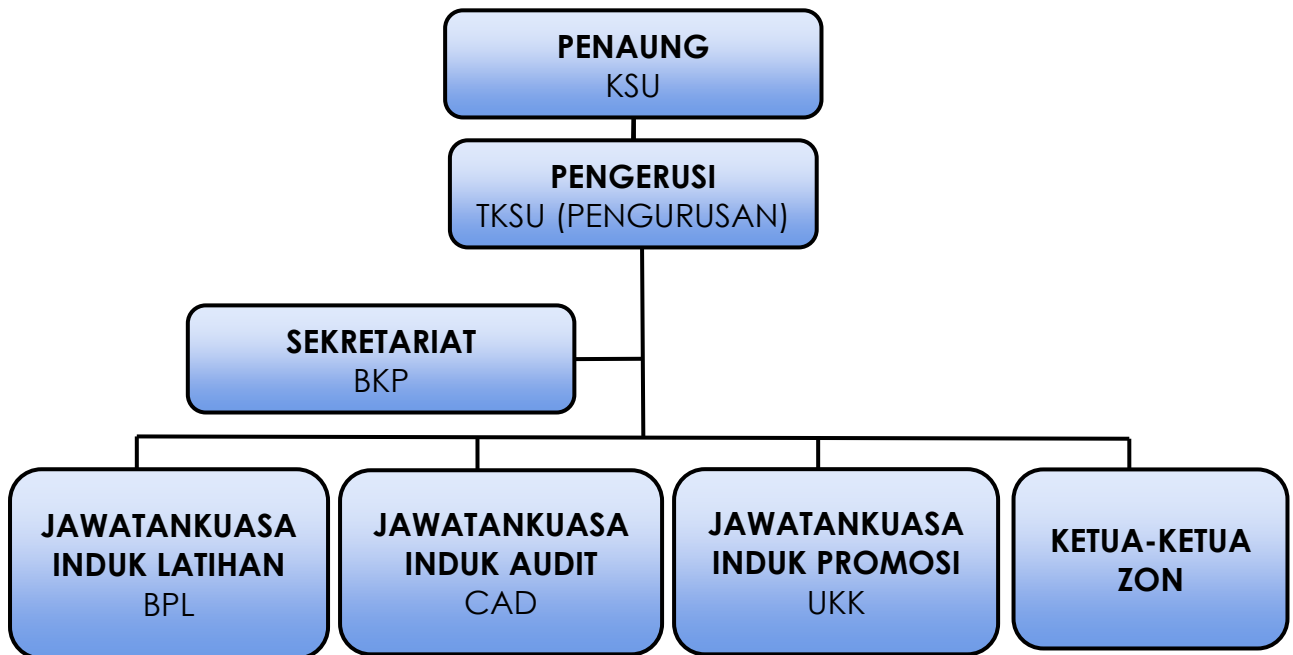 PENAUNG
KSU
PENGERUSI
TKSU (PENGURUSAN)
SEKRETARIAT
BKP
JAWATANKUASA
INDUK LATIHAN
BPL
JAWATANKUASA
INDUK AUDIT
CAD
JAWATANKUASA
INDUK PROMOSI
UKK
KETUA-KETUA
ZON